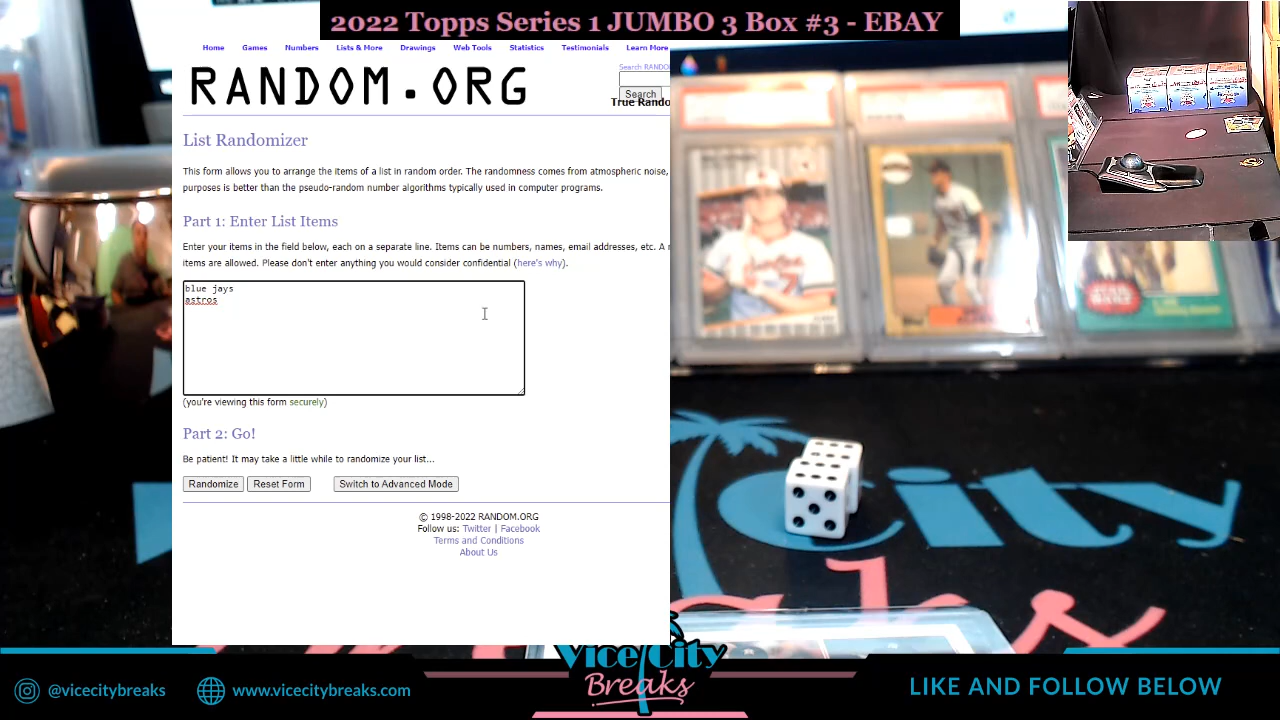 2022 Topps Series 1 JUMBO 3 Box #3 - EBAY
Home Games Numbers Lists & More Drawings Web Tools Statistics Testimonials Learn More
RANDOM.ORG
Search RANDO
Search
True Rando
List Randomizer
This form allows you to arrange the items of a list in random order. The randomness comes from atmospheric noise,
purposes is better than the pseudo-random number algorithms typically used in computer programs.
Part 1: Enter List Items
Enter your items in the field below, each on a separate line. Items can be numbers, names, email addresses, etc. A
items are allowed. Please don't enter anything you would consider confidential (here's why).
blue jays
astros
(you're viewing this form securely)
Part 2: Go!
Be patient! It may take a little while to randomize your list...
Randomize Reset Form Switch to Advanced Mode
© 1998-2022 RANDOM.ORG
Follow us: Twitter | Facebook
Terms and Conditions
About Us
STAR WARS
City
@vicecitybreaks
www.vicecitybreaks.com
Vice City
Breaks
LIKE AND FOLLOW BELOW